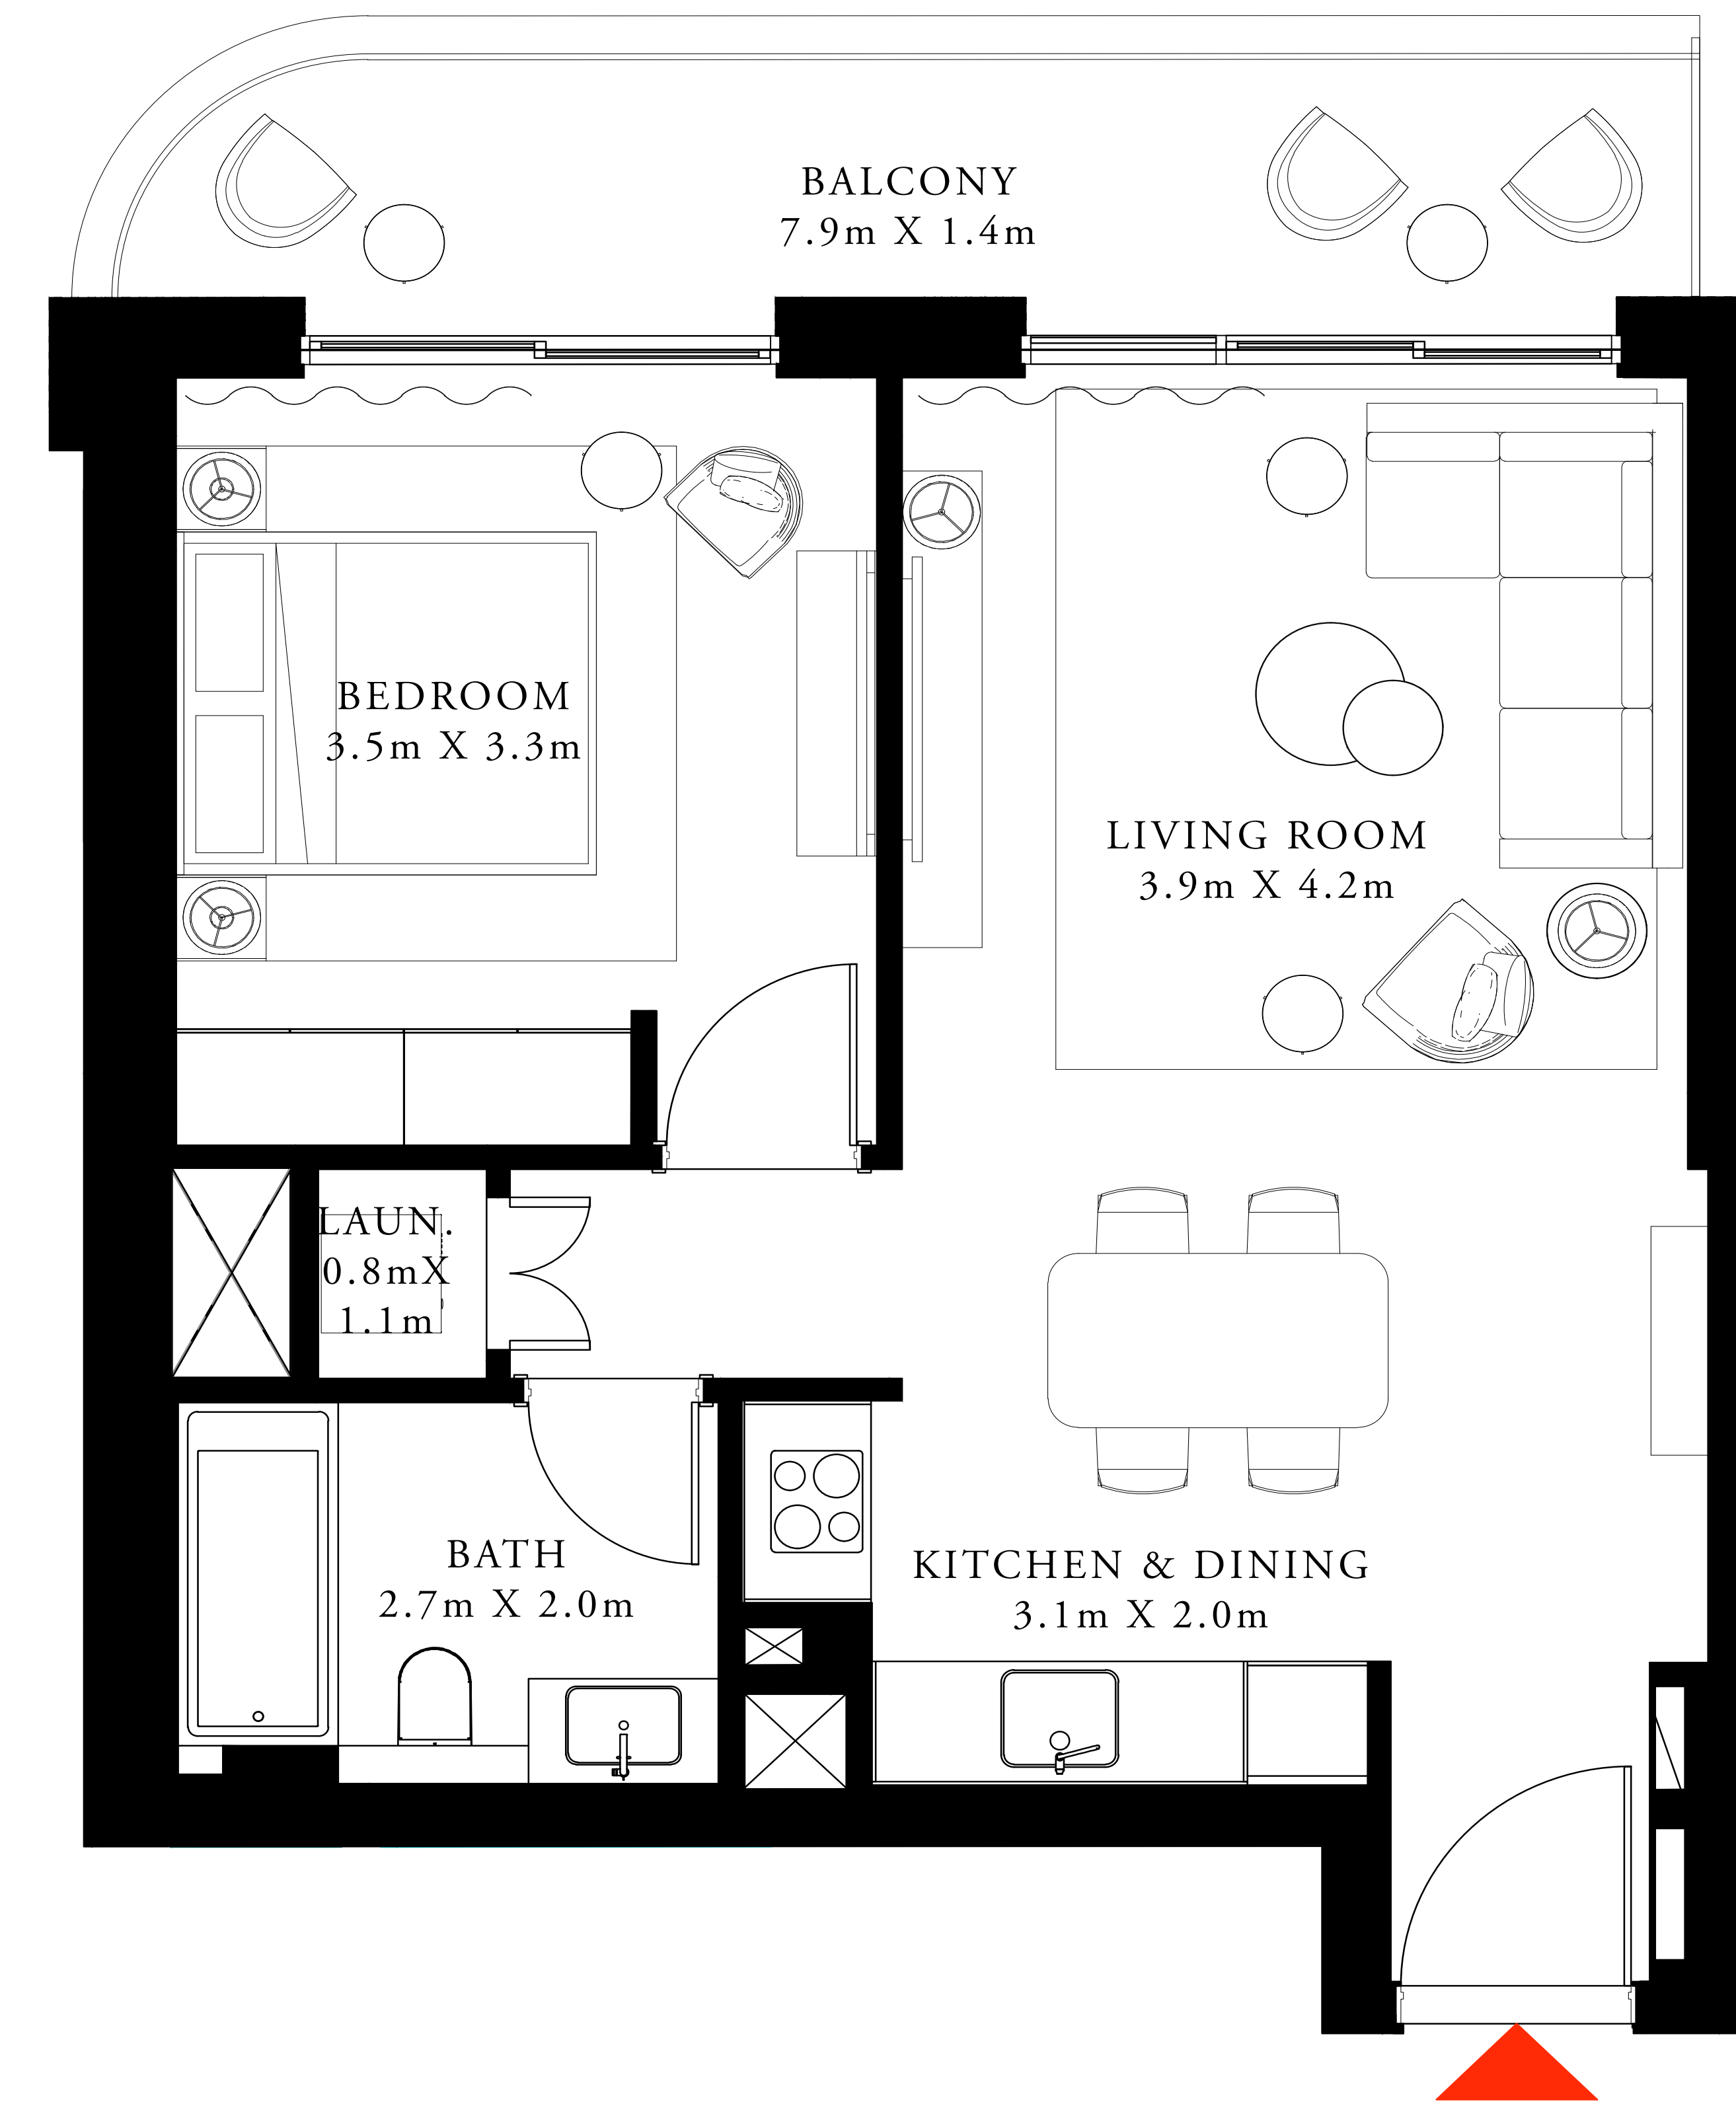 BALCONY
7.9m X 1.4m
BEDROOM
3.5m X 3.3m
LIVING ROOM
3.9m X 4.2m
LAUN.
0.8mX
1.1m
BATH
2.7m X 2.0m
KITCHEN & DINING
3.1m X 2.0m